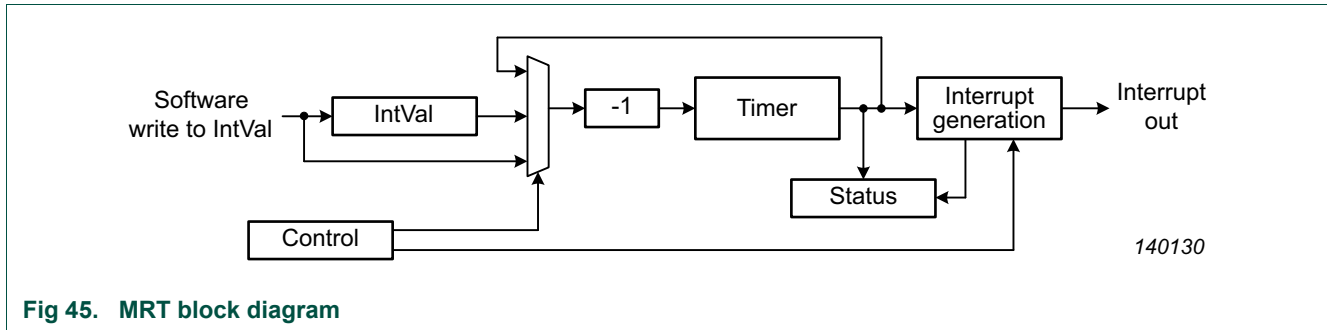 Software
write to IntVal
IntVal
-1
Timer
Interrupt
generation
Interrupt
out
Status
Control
140130
Fig 45. MRT block diagram